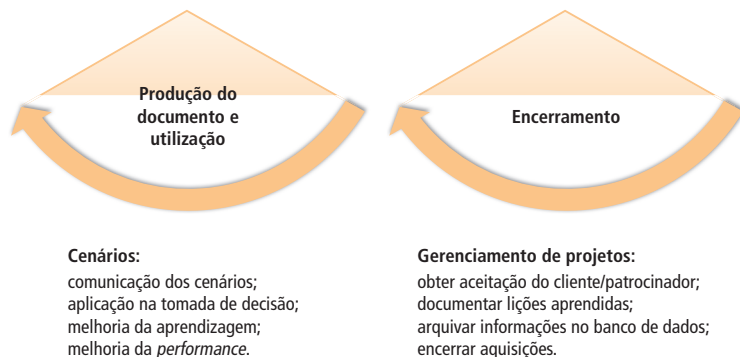 Produção do
documento e
utilização
Encerramento
Cenários:
comunicação dos cenários;
aplicação na tomada de decisão;
melhoria da aprendizagem;
melhoria da performance.
Gerenciamento de projetos:
obter aceitação do cliente/patrocinador;
documentar lições aprendidas;
arquivar informações no banco de dados;
encerrar aquisições.